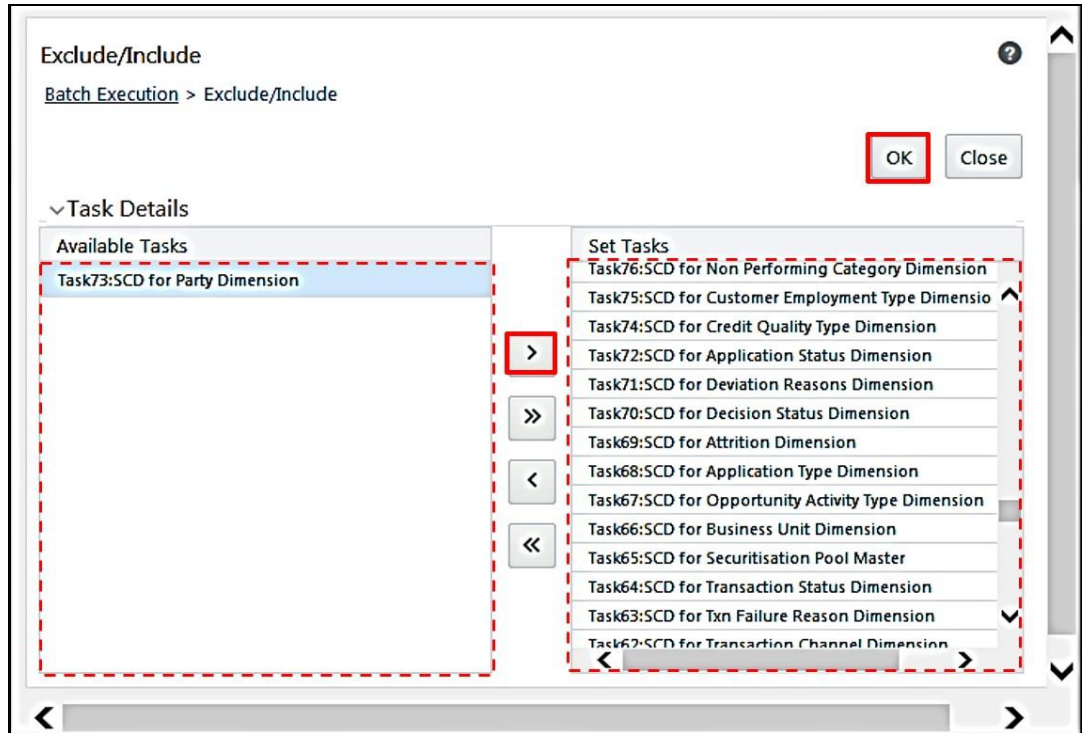 Exclude/Include
Batch Execution > Exclude/Include
OK
Close
Task Details
Available Tasks
Task73:SCD for Party Dimension
>
»
<
«
Set Tasks
Task76:SCD for Non Performing Category Dimension
Task75:SCD for Customer Employment Type Dimensio
Task74:SCD for Credit Quality Type Dimension
Task72:SCD for Application Status Dimension
Task71:SCD for Deviation Reasons Dimension
Task70:SCD for Decision Status Dimension
Task69:SCD for Attrition Dimension
Task68:SCD for Application Type Dimension
Task67:SCD for Opportunity Activity Type Dimension
Task66:SCD for Business Unit Dimension
Task65:SCD for Securitisation Pool Master
Task64:SCD for Transaction Status Dimension
Task63:SCD for Txn Failure Reason Dimension
Task62:SCD for Transaction Channel Dimension